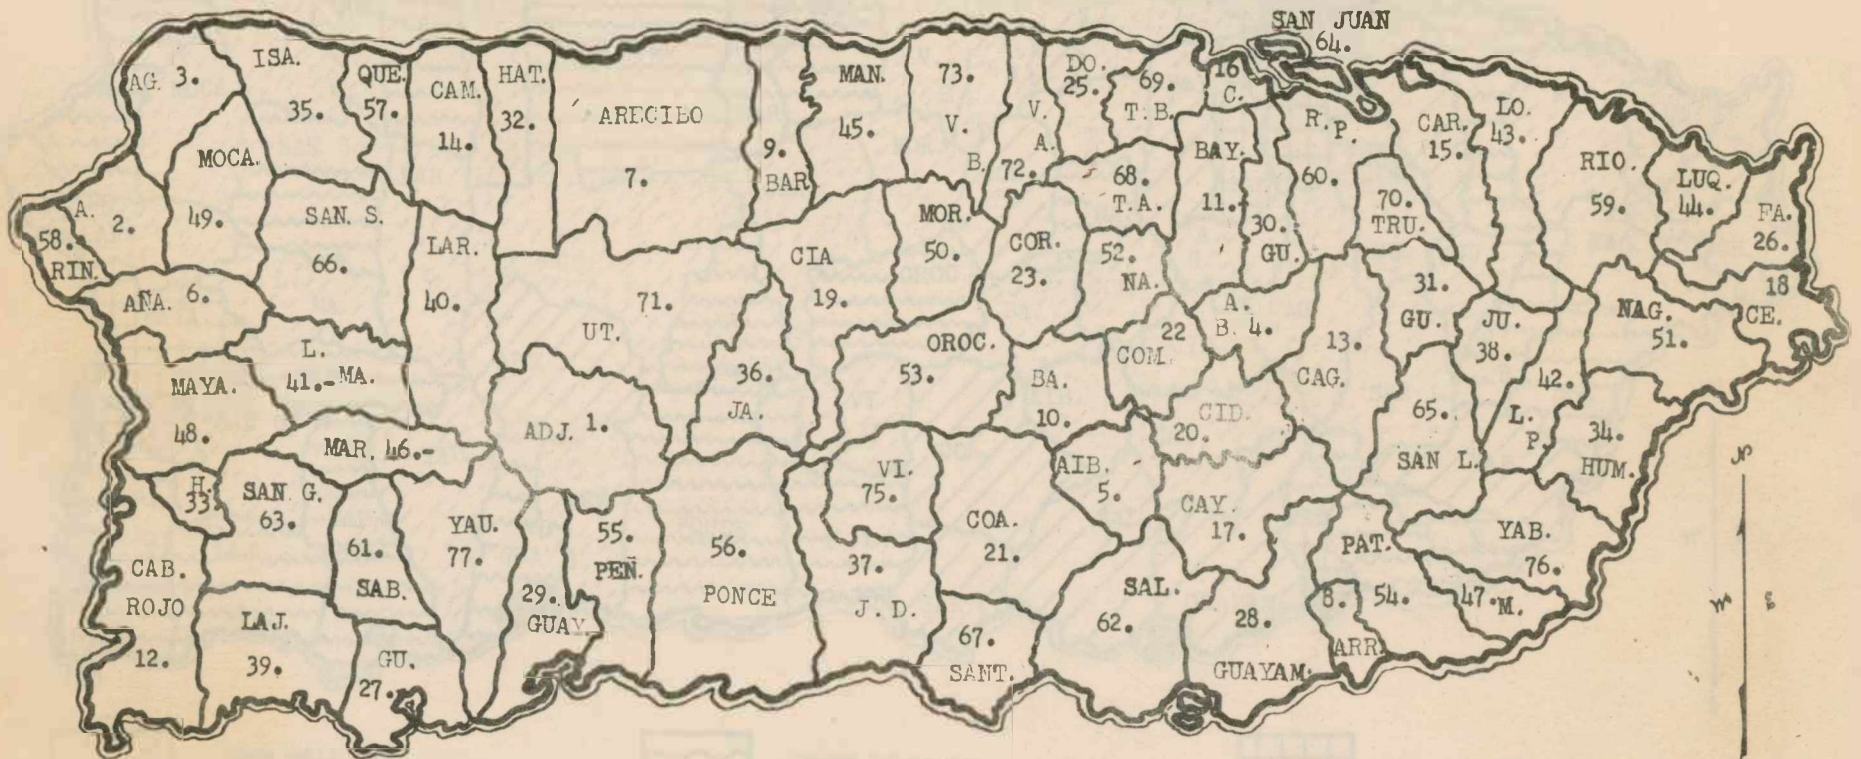 SAN JUAN
64.
AG. 3.
ISA.
35.
QUE.
57.
CAM.
14.
HAT.
32.
ARECIBO
7.
9.
BAR
MAN.
45.
73.
V.
B.
V.
A.
72.
DO.
25.
69.
T.B.
16
C.
R.P.
60.
CAR.
15.
LO.
43.
RIO.
59.
LUQ.
44.
FA.
26.
MOCA.
49.
A.
2.
58.
RIN.
SAN. S.
66.
LAR.
40.
CIA
19.
MOR.
50.
COR.
23.
68.
T.A.
52.
NA.
BAY.
11.-
30.
GU.
70.
TRU.
AÑA. 6.
71.
UT.
A.
B. 4.
31.
GU.
JU.
38.
NAG.
51.
18
CE.
L.
41.- MA.
MAYA.
48.
36.
JA.
OROC.
53.
BA.
10.
22
COM.
13.
CAG.
42.
L.
P.
34.
HUM.
MAR. 46.-
ADJ. 1.
CID.
20.
65.
SAN L.
H.
33.
SAN G.
63.
VI.
75.
AIB.
5.
CAY.
17.
61.
SAB.
YAU.
77.
55.
PEÑ.
56.
PONCE
COA.
21.
37.
J. D.
PAT.
54.
YAB.
76.
CAB.
ROJO
12.
29.
GUAY.
SAL.
62.
28.
GUAYAM.
8.
ARR.
47. M.
LAJ.
39.
GU.
27.
67.
SANT.
N
W
E